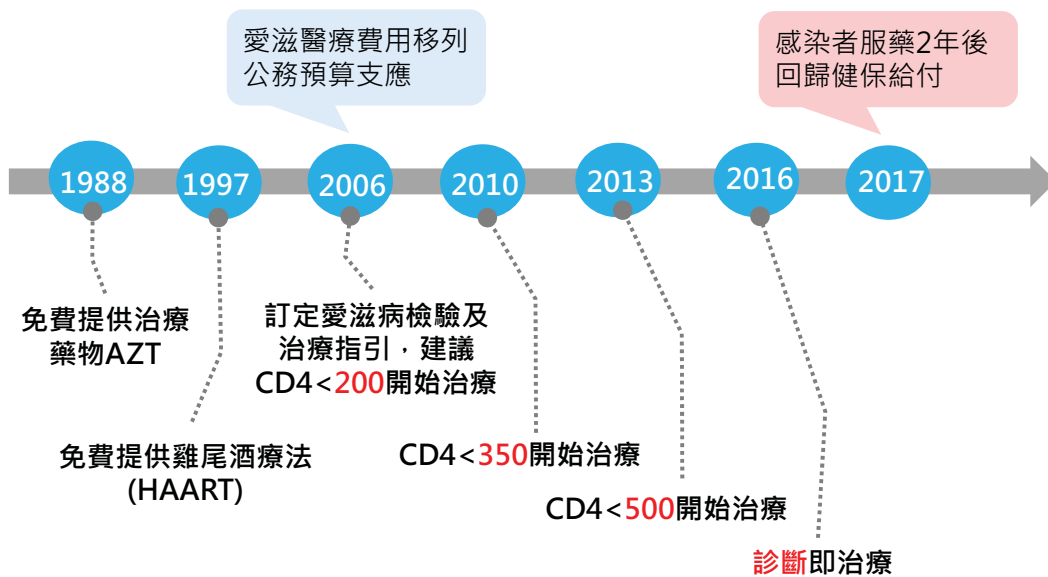 愛滋醫療費用移列
公務預算支應
感染者服藥2年後
回歸健保給付
1988
1997
2006
2010
2013
2016
2017
免費提供治療
藥物AZT
免費提供雞尾酒療法
(HAART)
訂定愛滋病檢驗及
治療指引，建議
CD4<200開始治療
CD4<350開始治療
CD4<500開始治療
診斷即治療